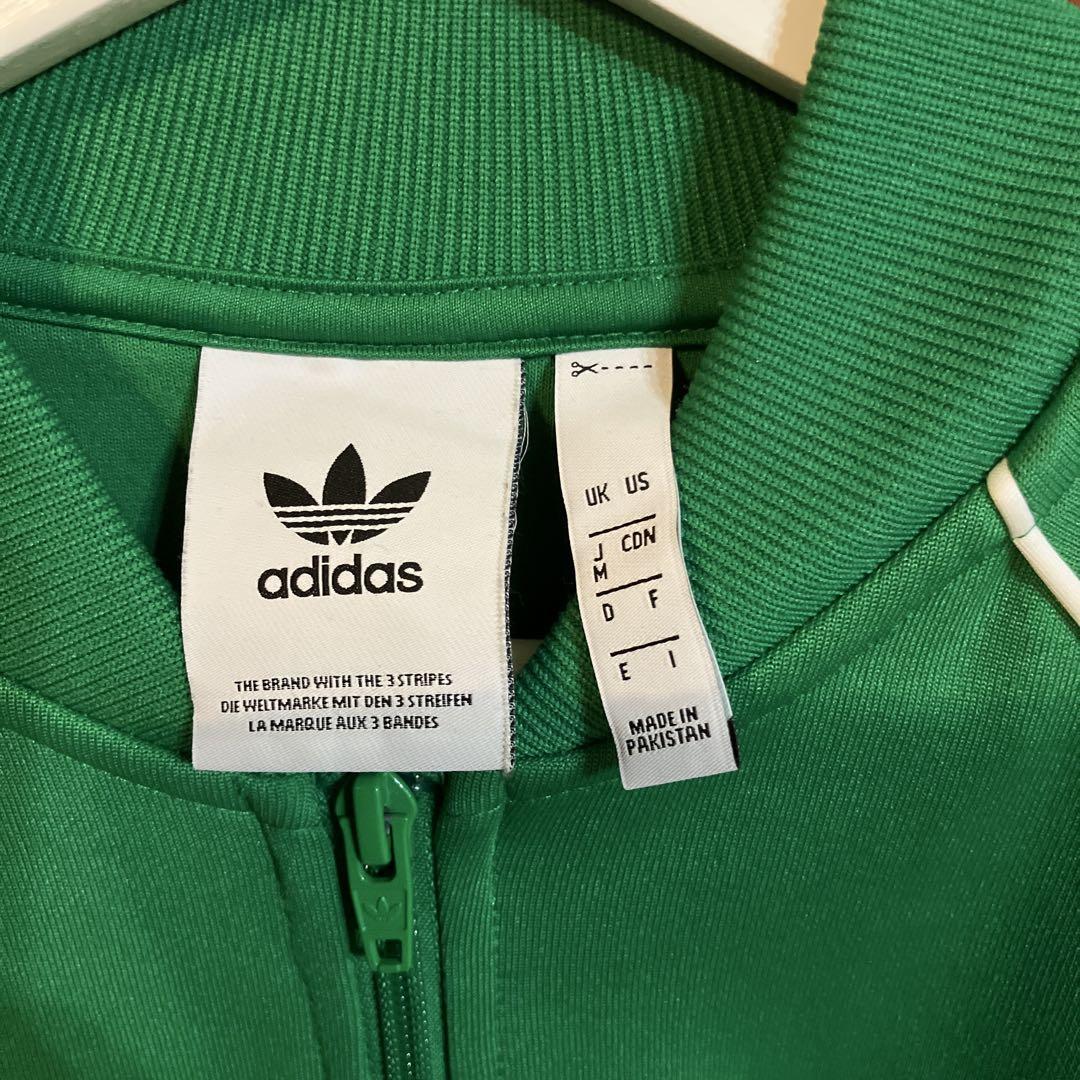 adidas
THE BRAND WITH THE 3 STRIPES
DIE WELTMARKE MIT DEN 3 STREIFEN
LA MARQUE AUX 3 BANDES
UK US
J CDN
M
D F
E I
MADE IN
PAKISTAN